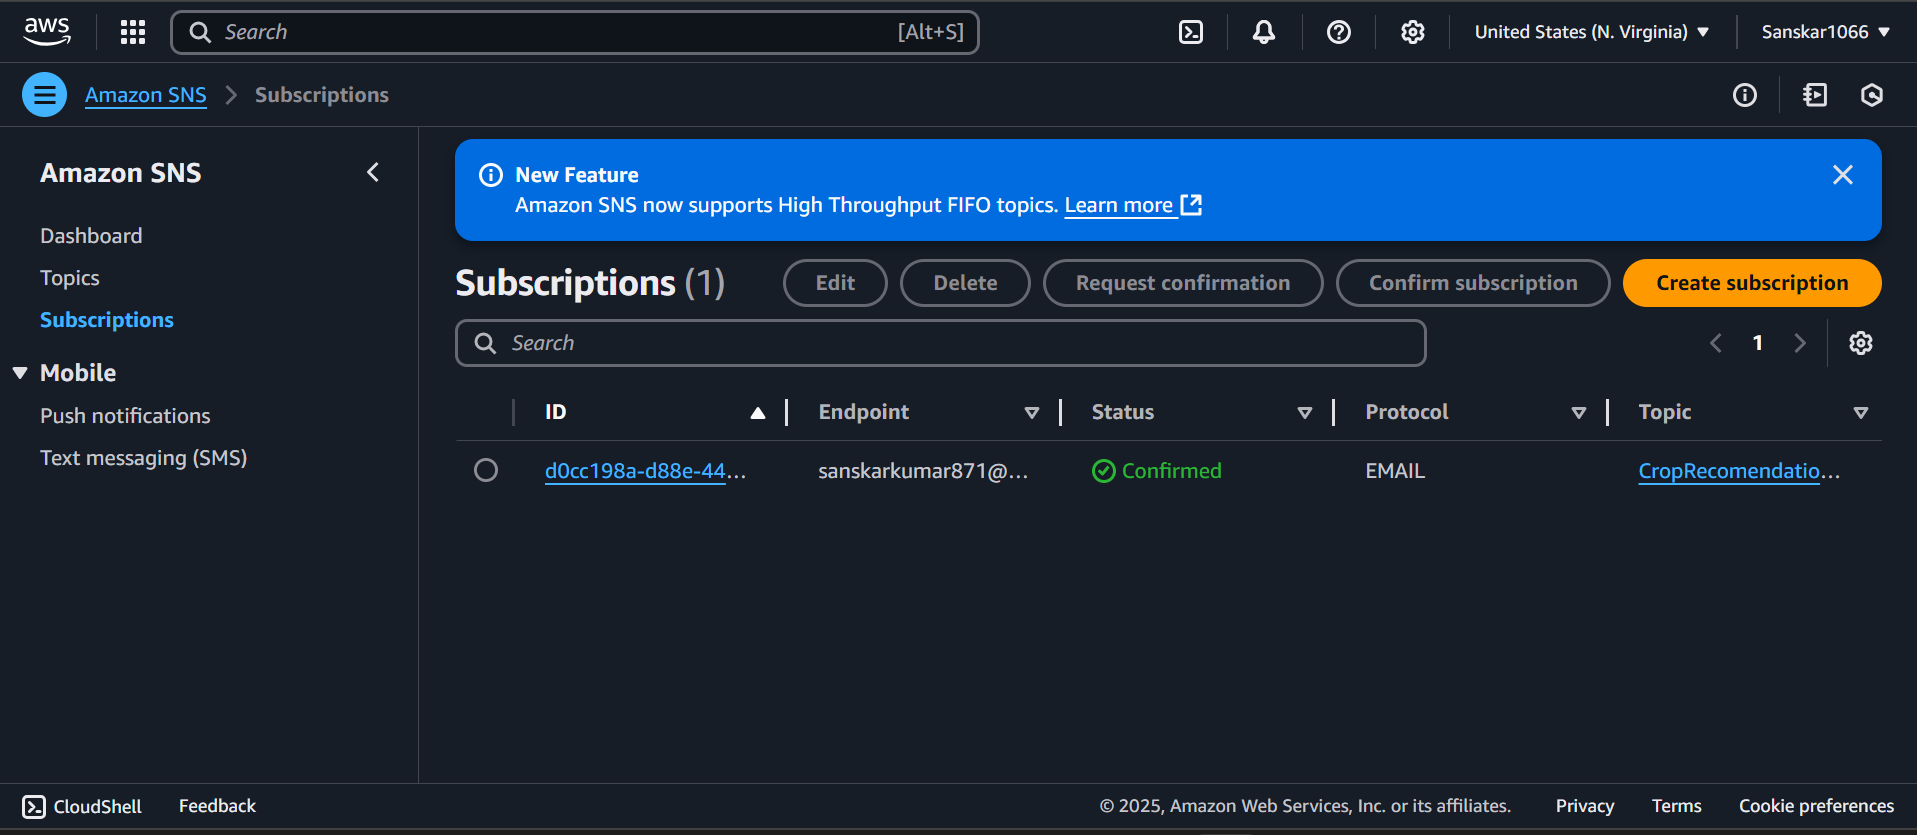 aws
Search [Alt+S]
United States (N. Virginia)
Sanskar1066
Amazon SNS
Subscriptions
Amazon SNS
Dashboard
Topics
Subscriptions
Mobile
Push notifications
Text messaging (SMS)
New Feature
Amazon SNS now supports High Throughput FIFO topics. Learn more
Subscriptions (1)
Edit
Delete
Request confirmation
Confirm subscription
Create subscription
Search
1
ID Endpoint Status Protocol Topic
d0cc198a-d88e-44... sanskarkumar871@... Confirmed EMAIL CropRecomendatio...
CloudShell
Feedback
© 2025, Amazon Web Services, Inc. or its affiliates.
Privacy
Terms
Cookie preferences